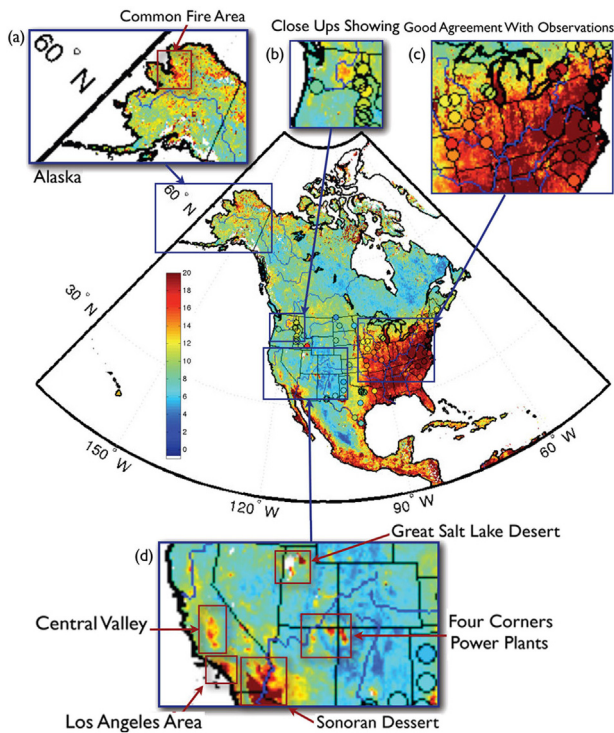 Close Ups Showing Good Agreement With Observations
(a)
Common Fire Area
(b)
(c)
60 N
Alaska
60 °N
30 °N
20
18
16
14
12
10
8
6
4
2
0
150 °W
120 °W
90 °W
60 °W
(d)
Great Salt Lake Desert
Central Valley
Four Corners
Power Plants
Los Angeles Area
Sonoran Dessert